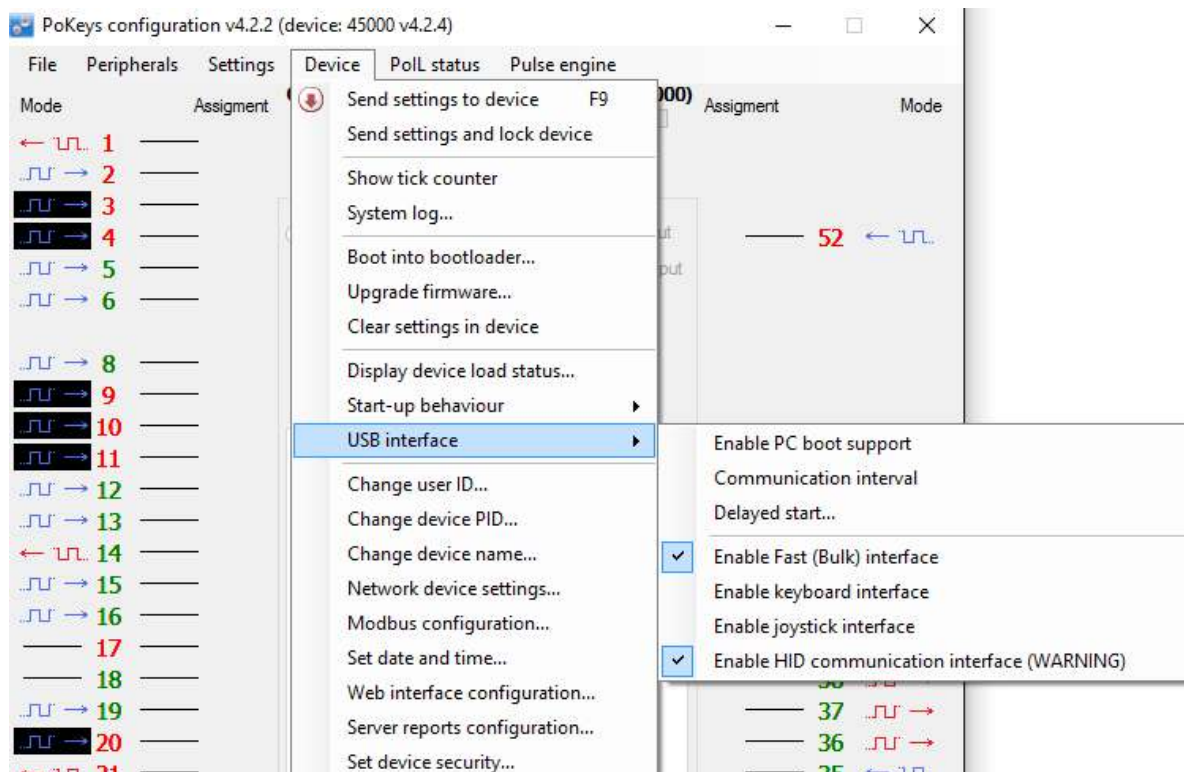 PoKeys configuration v4.2.2 (device: 45000 v4.2.4)
File Peripherals Settings Device PoIL status Pulse engine
Mode Assigment
1
2
3
4
5
6
8
9
10
11
12
13
14
15
16
17
18
19
20
21
Send settings to device F9
Send settings and lock device
Show tick counter
System log...
Boot into bootloader...
Upgrade firmware...
Clear settings in device
Display device load status...
Start-up behaviour
USB interface
Change user ID...
Change device PID...
Change device name...
Network device settings...
Modbus configuration...
Set date and time...
Web interface configuration...
Server reports configuration...
Set device security...
Enable PC boot support
Communication interval
Delayed start...
Enable Fast (Bulk) interface
Enable keyboard interface
Enable joystick interface
Enable HID communication interface (WARNING)
000) Assigment Mode
ut
put
52
37
36
35